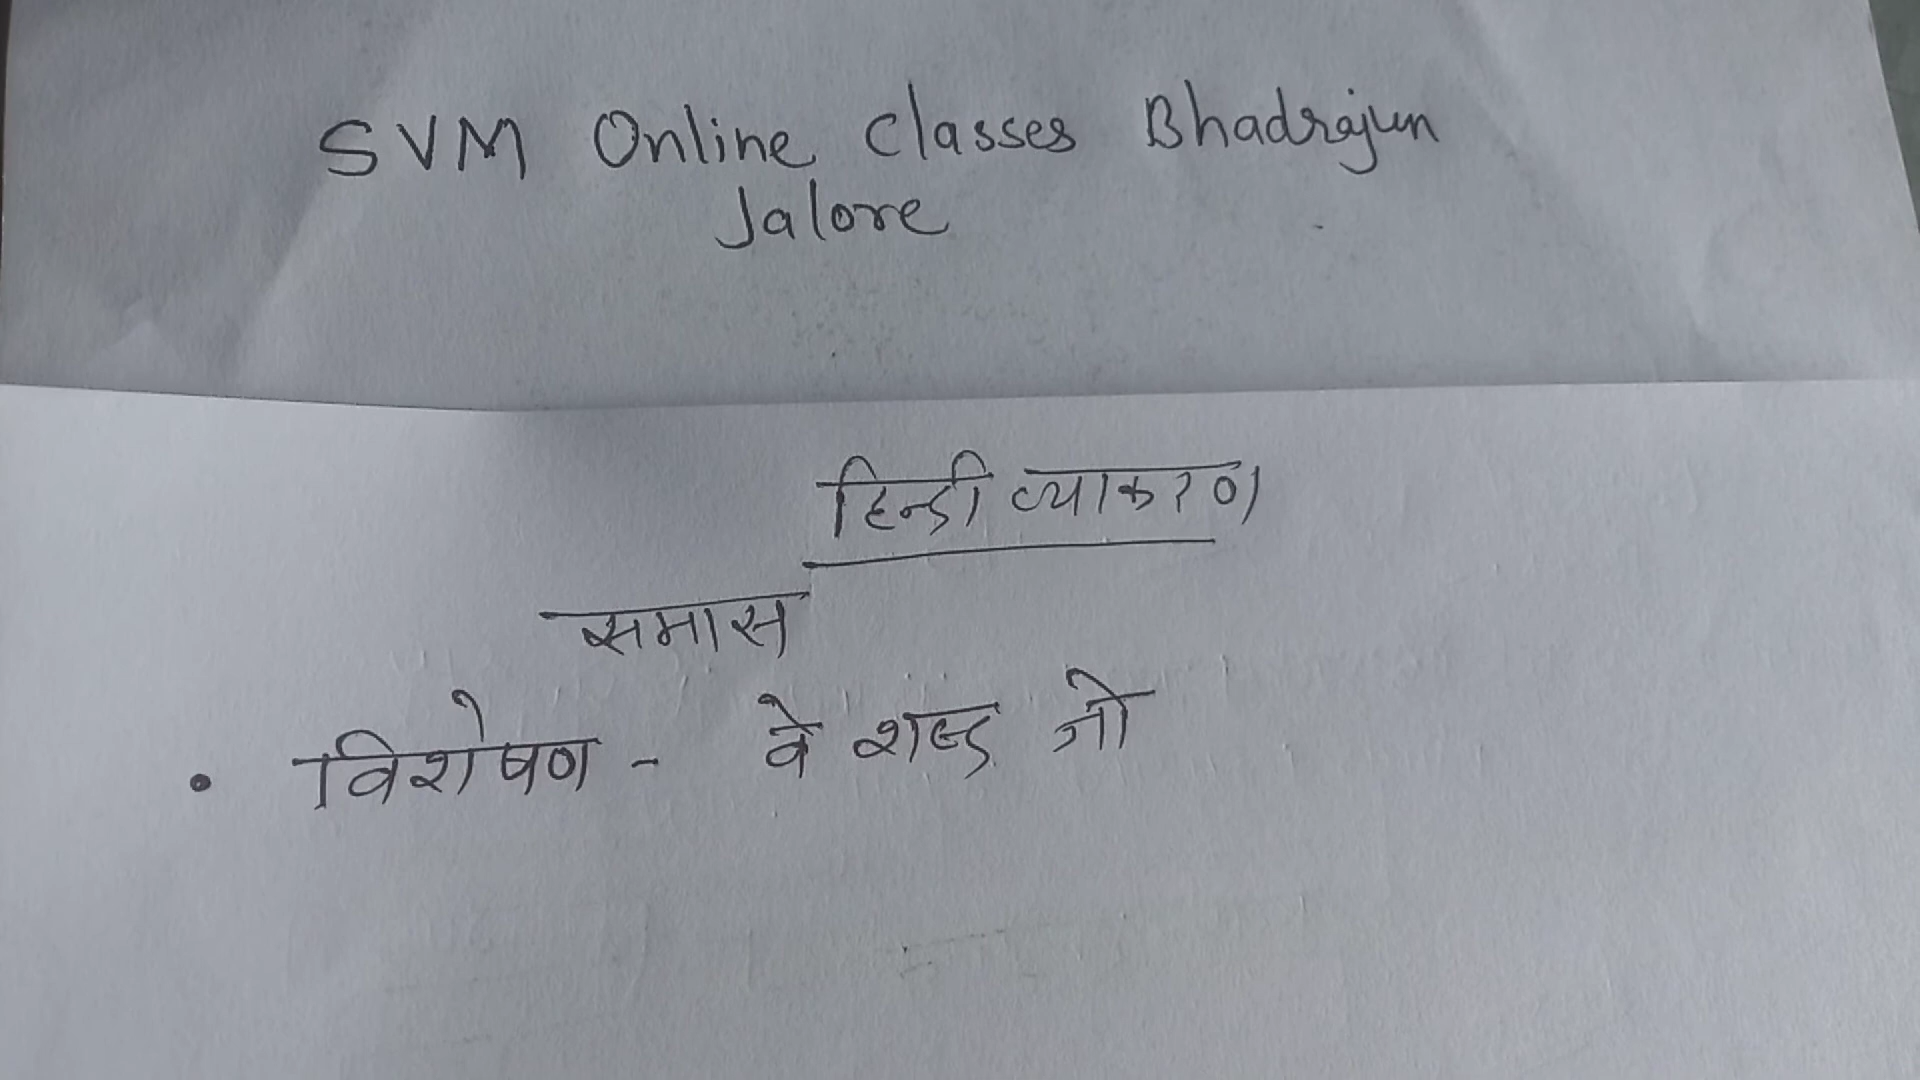 SVM Online Classes Bhadrajun
Jalore
हिन्दी व्याकरण
समास
• विशेषण - वे शब्द जो